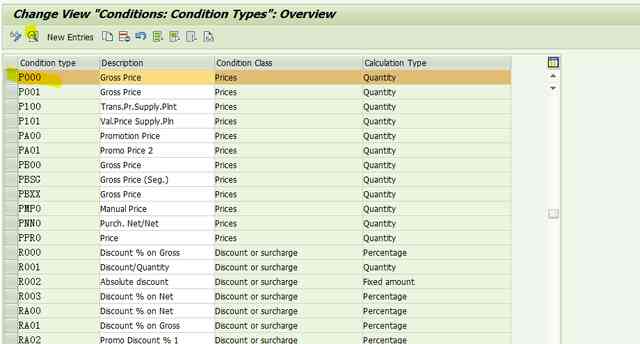 Change View "Conditions: Condition Types": Overview
New Entries
Condition type Description Condition Class Calculation Type
P000 Gross Price Prices Quantity
P001 Gross Price Prices Quantity
P100 Trans.Pr.Supply.Plnt Prices Quantity
P101 Val.Price Supply.Pln Prices Quantity
PA00 Promotion Price Prices Quantity
PA01 Promo Price 2 Prices Quantity
PB00 Gross Price Prices Quantity
PBSG Gross Price (Seg.) Prices Quantity
PBXX Gross Price Prices Quantity
PMP0 Manual Price Prices Quantity
PNN0 Purch. Net/Net Prices Quantity
PPR0 Price Prices Quantity
R000 Discount % on Gross Discount or surcharge Percentage
R001 Discount/Quantity Discount or surcharge Quantity
R002 Absolute discount Discount or surcharge Fixed amount
R003 Discount % on Net Discount or surcharge Percentage
RA00 Discount % on Net Discount or surcharge Percentage
RA01 Discount % on Gross Discount or surcharge Percentage
RA02 Promo Discount % 1 Discount or surcharge Percentage